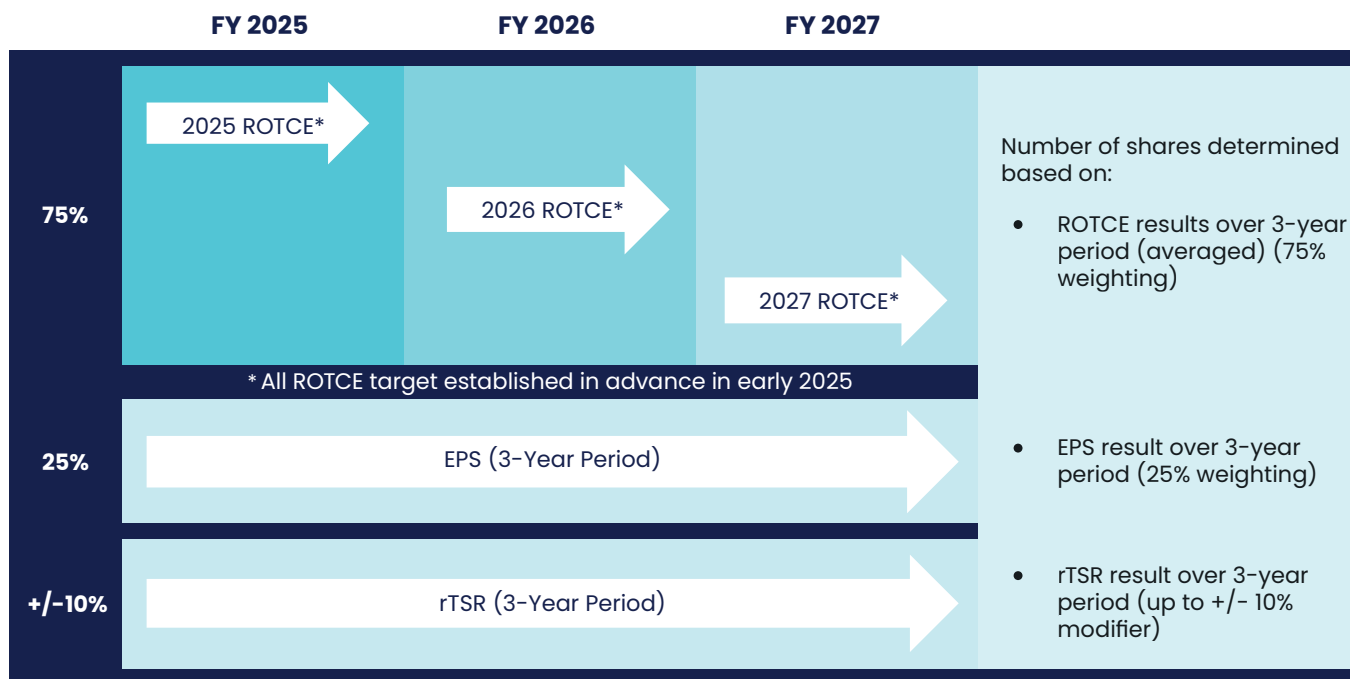 FY 2025
FY 2026
FY 2027
75%
2025 ROTCE*
2026 ROTCE*
2027 ROTCE*
* All ROTCE target established in advance in early 2025
25%
EPS (3-Year Period)
+/-10%
rTSR (3-Year Period)
Number of shares determined
based on:
• ROTCE results over 3-year
period (averaged) (75%
weighting)
• EPS result over 3-year
period (25% weighting)
• rTSR result over 3-year
period (up to +/- 10%
modifier)